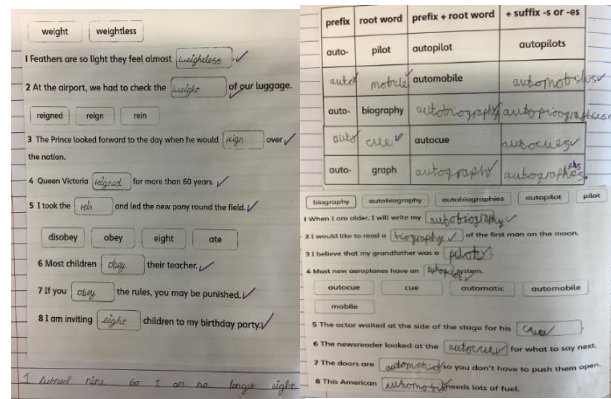 weight weightless
1 Feathers are so light they feel almost weightless.
2 At the airport, we had to check the weight of our luggage.
reigned reign rein
3 The Prince looked forward to the day when he would reign over
the nation.
4 Queen Victoria reigned for more than 60 years.
5 I took the rein and led the new pony round the field.
disobey obey eight ate
6 Most children obey their teacher.
7 If you obey the rules, you may be punished.
8 I am inviting eight children to my birthday party.
I turned nine so I am no longer eight
prefix root word prefix + root word + suffix -s or -es
auto- pilot autopilot autopilots
auto mobile automobile automobiles
auto- biography autobiography autobiographies
auto cue autocue autocues
auto- graph autograph
biography autobiography autobiographies autopilot pilot
1 When I am older, I will write my autobiography
2 I would like to read a biography of the first man on the moon.
3 I believe that my grandfather was a pilot
4 Most new aeroplanes have an system.
autocue cue automatic automobile
mobile
5 The actor waited at the side of the stage for his cue
6 The newsreader looked at the autocue for what to say next.
7 The doors are automatic so you don't have to push them open.
8 This American automobile needs lots of fuel.